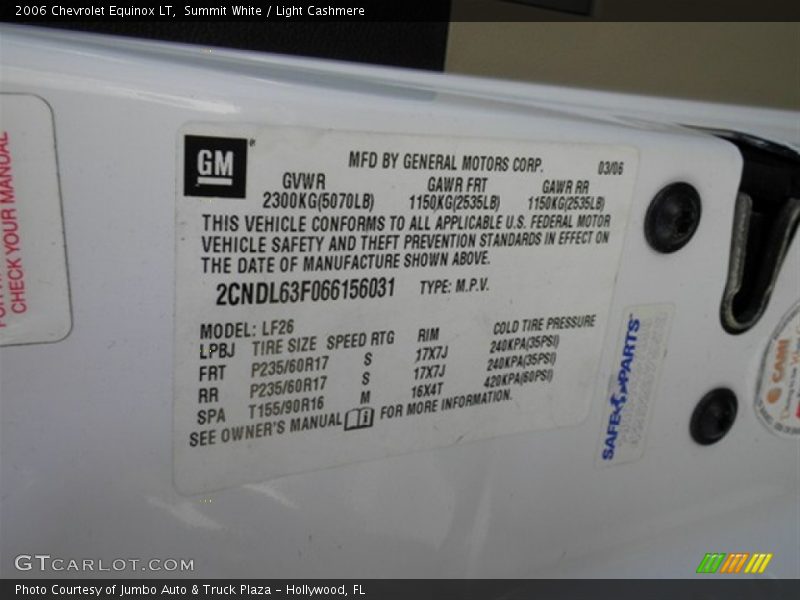 2006 Chevrolet Equinox LT,  Summit White / Light Cashmere
CHECK YOUR MANUAL
GM
MFD BY GENERAL MOTORS CORP. 03/06
GVWR GAWR FRT GAWR RR
2300KG(5070LB) 1150KG(2535LB) 1150KG(2535LB)
THIS VEHICLE CONFORMS TO ALL APPLICABLE U.S. FEDERAL MOTOR
VEHICLE SAFETY AND THEFT PREVENTION STANDARDS IN EFFECT ON
THE DATE OF MANUFACTURE SHOWN ABOVE.
2CNDL63F066156031 TYPE: M.P.V.
MODEL: LF26
LPBJ TIRE SIZE SPEED RTG RIM COLD TIRE PRESSURE
FRT P235/60R17 S 17X7J 240KPA(35PSI)
RR P235/60R17 S 17X7J 240KPA(35PSI)
SPA T155/90R16 M 16X4T 420KPA(60PSI)
SEE OWNER'S MANUAL FOR MORE INFORMATION.
SAFE PARTS
CAMI
GTCARLOT.COM
Photo Courtesy of Jumbo Auto & Truck Plaza - Hollywood, FL